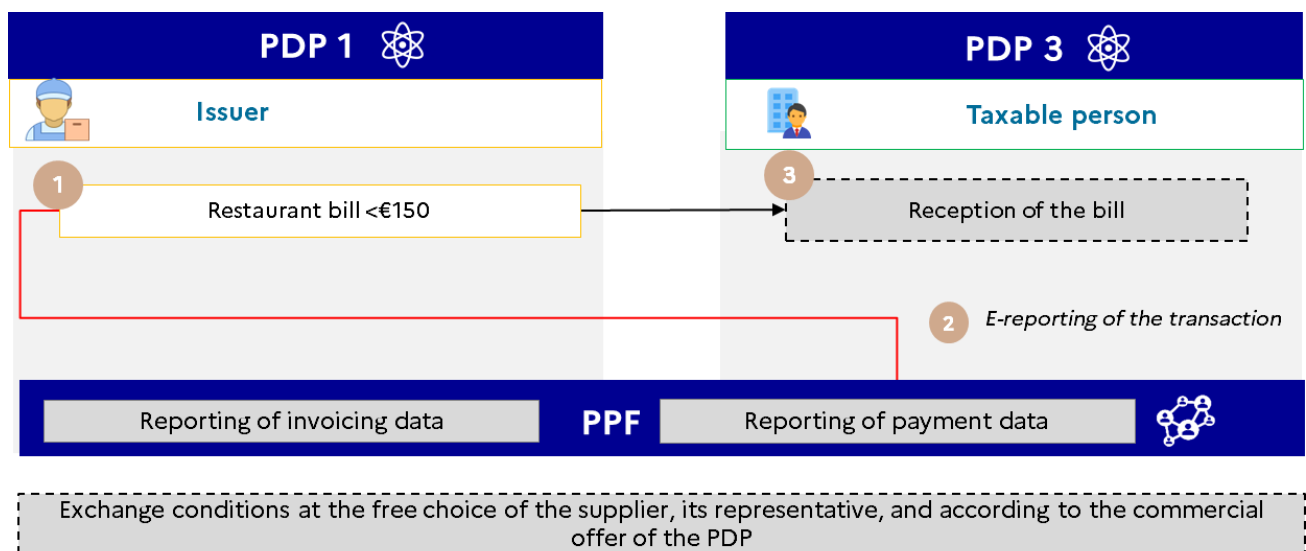 PDP 1
PDP 3
Issuer
Taxable person
1
Restaurant bill <€150
3
Reception of the bill
2
E-reporting of the transaction
Reporting of invoicing data
PPF
Reporting of payment data
Exchange conditions at the free choice of the supplier, its representative, and according to the commercial
offer of the PDP